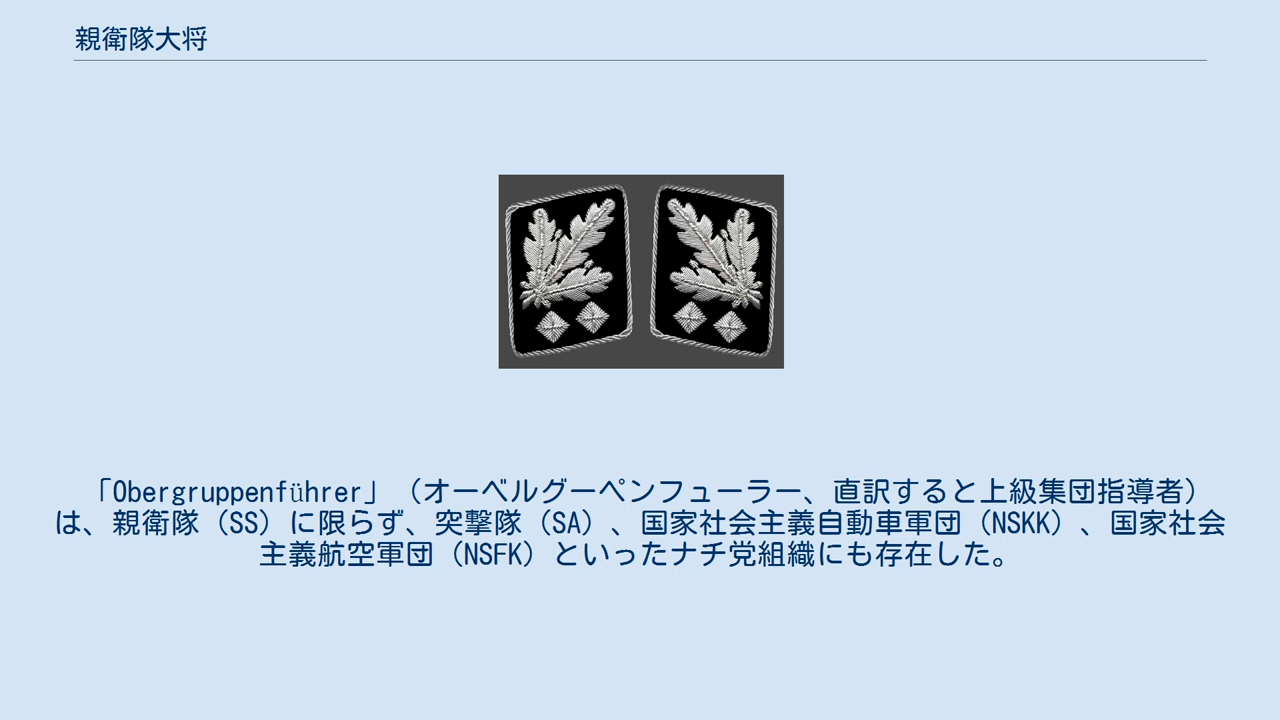 親衛隊大将
「Obergruppenführer」（オーベルグーペンフューラー、直訳すると上級集団指導者）
は、親衛隊（SS）に限らず、突撃隊（SA）、国家社会主義自動車軍団（NSKK）、国家社会
主義航空軍団（NSFK）といったナチ党組織にも存在した。